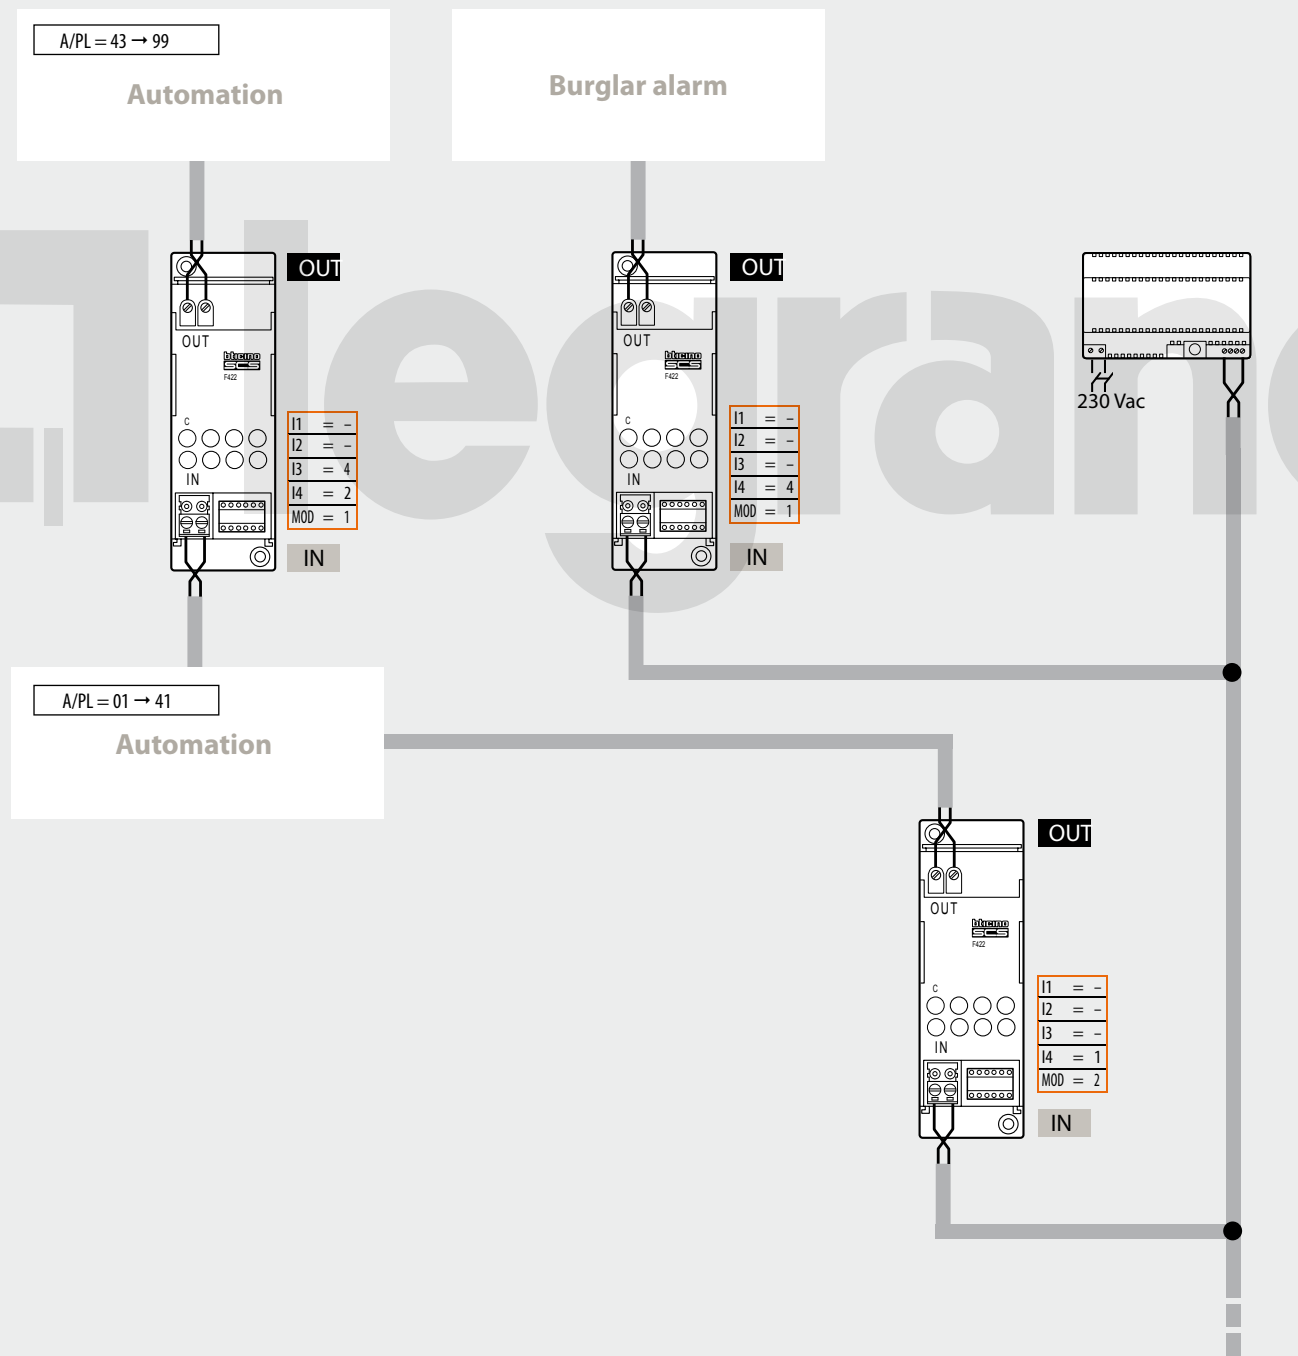 A/PL = 43 → 99
Automation
Burglar alarm
OUT
OUT
bticino
SCS
F422
C
IN
I1 = –
I2 = –
I3 = 4
I4 = 2
MOD = 1
IN
OUT
OUT
bticino
SCS
F422
C
IN
I1 = –
I2 = –
I3 = –
I4 = 4
MOD = 1
IN
230 Vac
legrand
A/PL = 01 → 41
Automation
OUT
OUT
bticino
SCS
F422
C
IN
I1 = –
I2 = –
I3 = –
I4 = 1
MOD = 2
IN